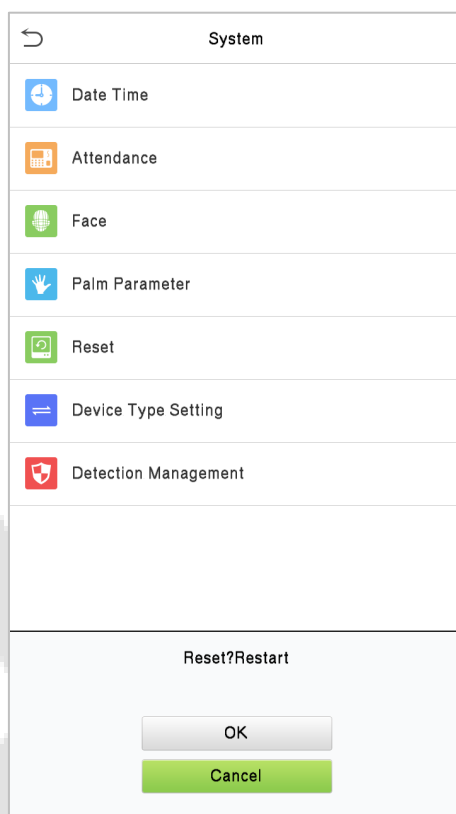 System
Date Time
Attendance
Face
Palm Parameter
Reset
Device Type Setting
Detection Management
Reset?Restart
OK
Cancel